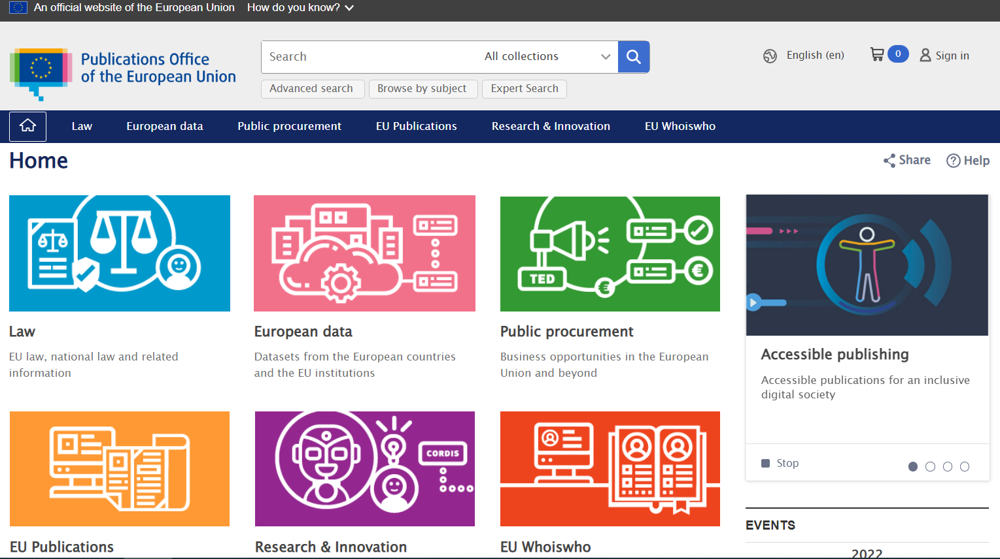 An official website of the European Union How do you know?
Publications Office
of the European Union
Search All collections
English (en) 0 Sign in
Advanced search Browse by subject Expert Search
Law European data Public procurement EU Publications Research & Innovation EU Whoiswho
Home
Share Help
TED
€
€
Law
EU law, national law and related
information
European data
Datasets from the European countries
and the EU institutions
Public procurement
Business opportunities in the European
Union and beyond
Accessible publishing
Accessible publications for an inclusive
digital society
Stop
CORDIS
EU Publications
Research & Innovation
EU Whoiswho
EVENTS
2022